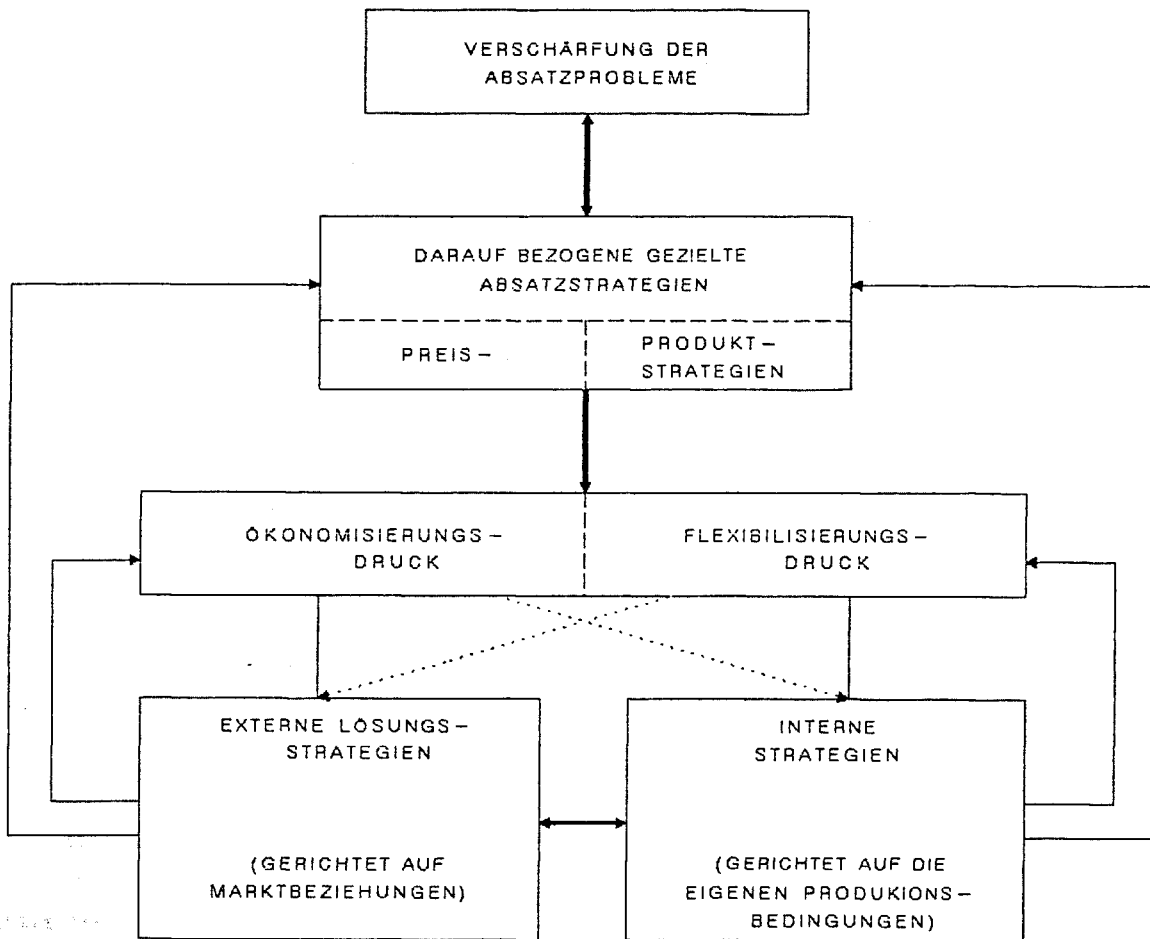 VERSCHÄRFUNG DER
ABSATZPROBLEME
DARAUF BEZOGENE GEZIELTE
ABSATZSTRATEGIEN
PREIS–
PRODUKT–
STRATEGIEN
ÖKONOMISIERUNGS–
DRUCK
FLEXIBILISIERUNGS–
DRUCK
EXTERNE LÖSUNGS–
STRATEGIEN
(GERICHTET AUF
MARKTBEZIEHUNGEN)
INTERNE
STRATEGIEN
(GERICHTET AUF DIE
EIGENEN PRODUKIONS–
BEDINGUNGEN)